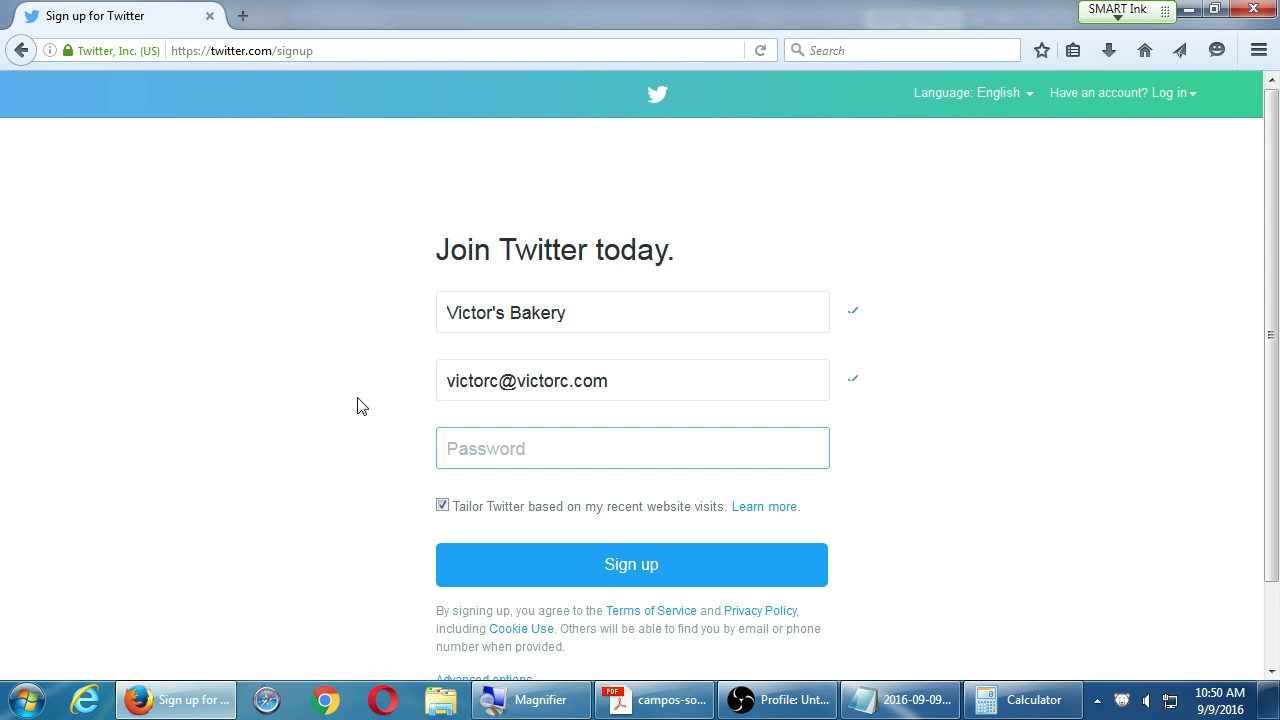 Sign up for Twitter
SMART Ink
Twitter, Inc. (US)
https://twitter.com/signup
Search
Language: English
Have an account? Log in
Join Twitter today.
Victor's Bakery
victorc@victorc.com
Password
Tailor Twitter based on my recent website visits. Learn more.
Sign up
By signing up, you agree to the Terms of Service and Privacy Policy,
including Cookie Use. Others will be able to find you by email or phone
number when provided.
Advanced options
Sign up for ...
Magnifier
PDF
campos-so...
Profile: Unt...
2016-09-09...
Calculator
10:50 AM
9/9/2016